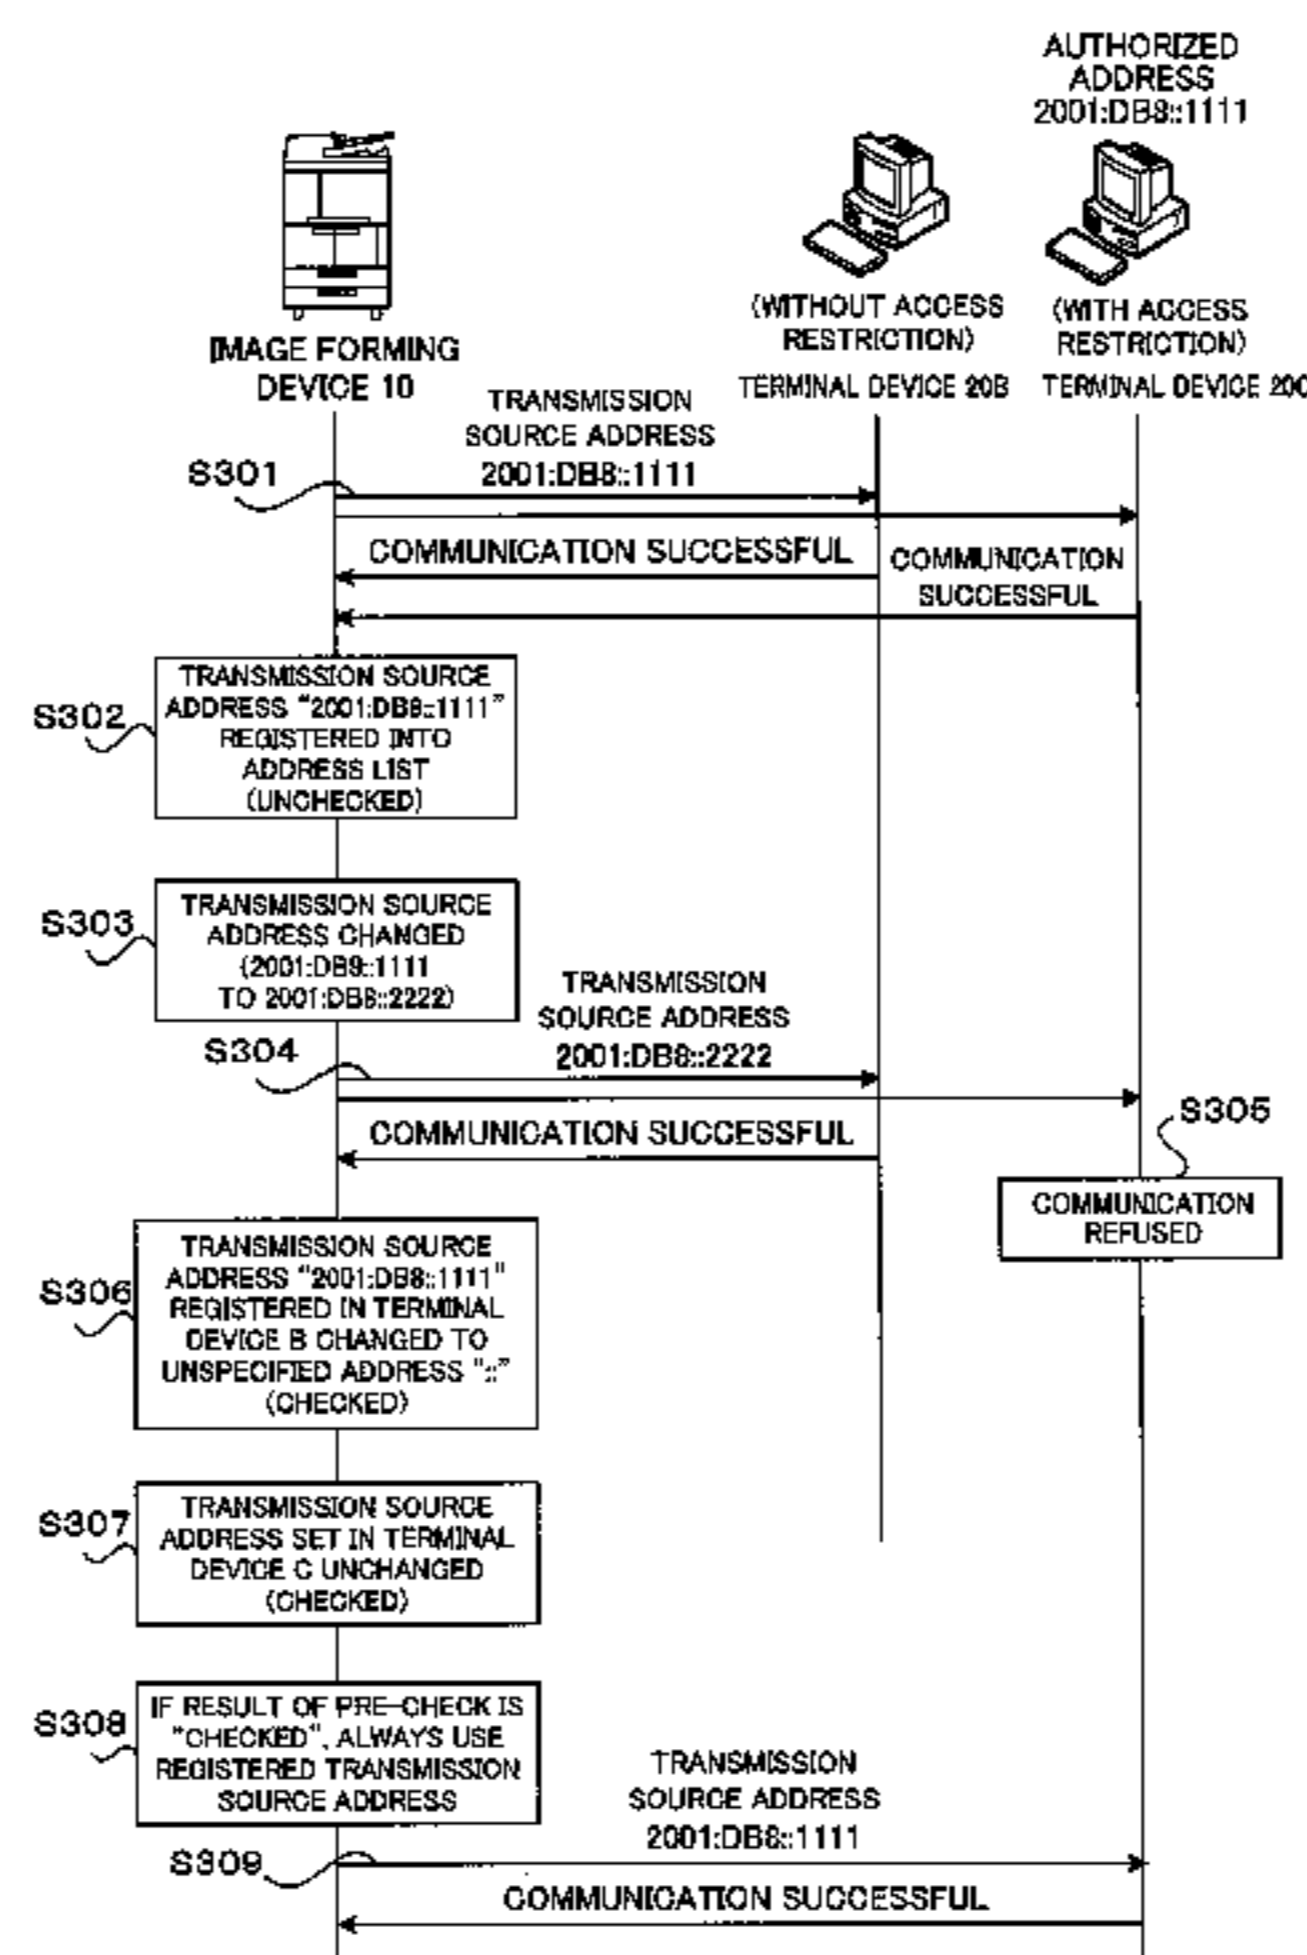 AUTHORIZED
ADDRESS
2001:DB8::1111
IMAGE FORMING
DEVICE 10
(WITHOUT ACCESS
RESTRICTION)
TERMINAL DEVICE 20B
(WITH ACCESS
RESTRICTION)
TERMINAL DEVICE 20C
TRANSMISSION
SOURCE ADDRESS
2001:DB8::1111
S301
COMMUNICATION SUCCESSFUL
COMMUNICATION
SUCCESSFUL
S302
TRANSMISSION SOURCE
ADDRESS "2001:DB8::1111"
REGISTERED INTO
ADDRESS LIST
(UNCHECKED)
S303
TRANSMISSION SOURCE
ADDRESS CHANGED
(2001:DB9::1111
TO 2001:DB8::2222)
TRANSMISSION
SOURCE ADDRESS
2001:DB8::2222
S304
COMMUNICATION SUCCESSFUL
S305
COMMUNICATION
REFUSED
S306
TRANSMISSION SOURCE
ADDRESS "2001:DB8::1111"
REGISTERED IN TERMINAL
DEVICE B CHANGED TO
UNSPECIFIED ADDRESS "::"
(CHECKED)
S307
TRANSMISSION SOURCE
ADDRESS SET IN TERMINAL
DEVICE C UNCHANGED
(CHECKED)
S308
IF RESULT OF PRE-CHECK IS
"CHECKED", ALWAYS USE
REGISTERED TRANSMISSION
SOURCE ADDRESS
TRANSMISSION
SOURCE ADDRESS
2001:DB8::1111
S309
COMMUNICATION SUCCESSFUL